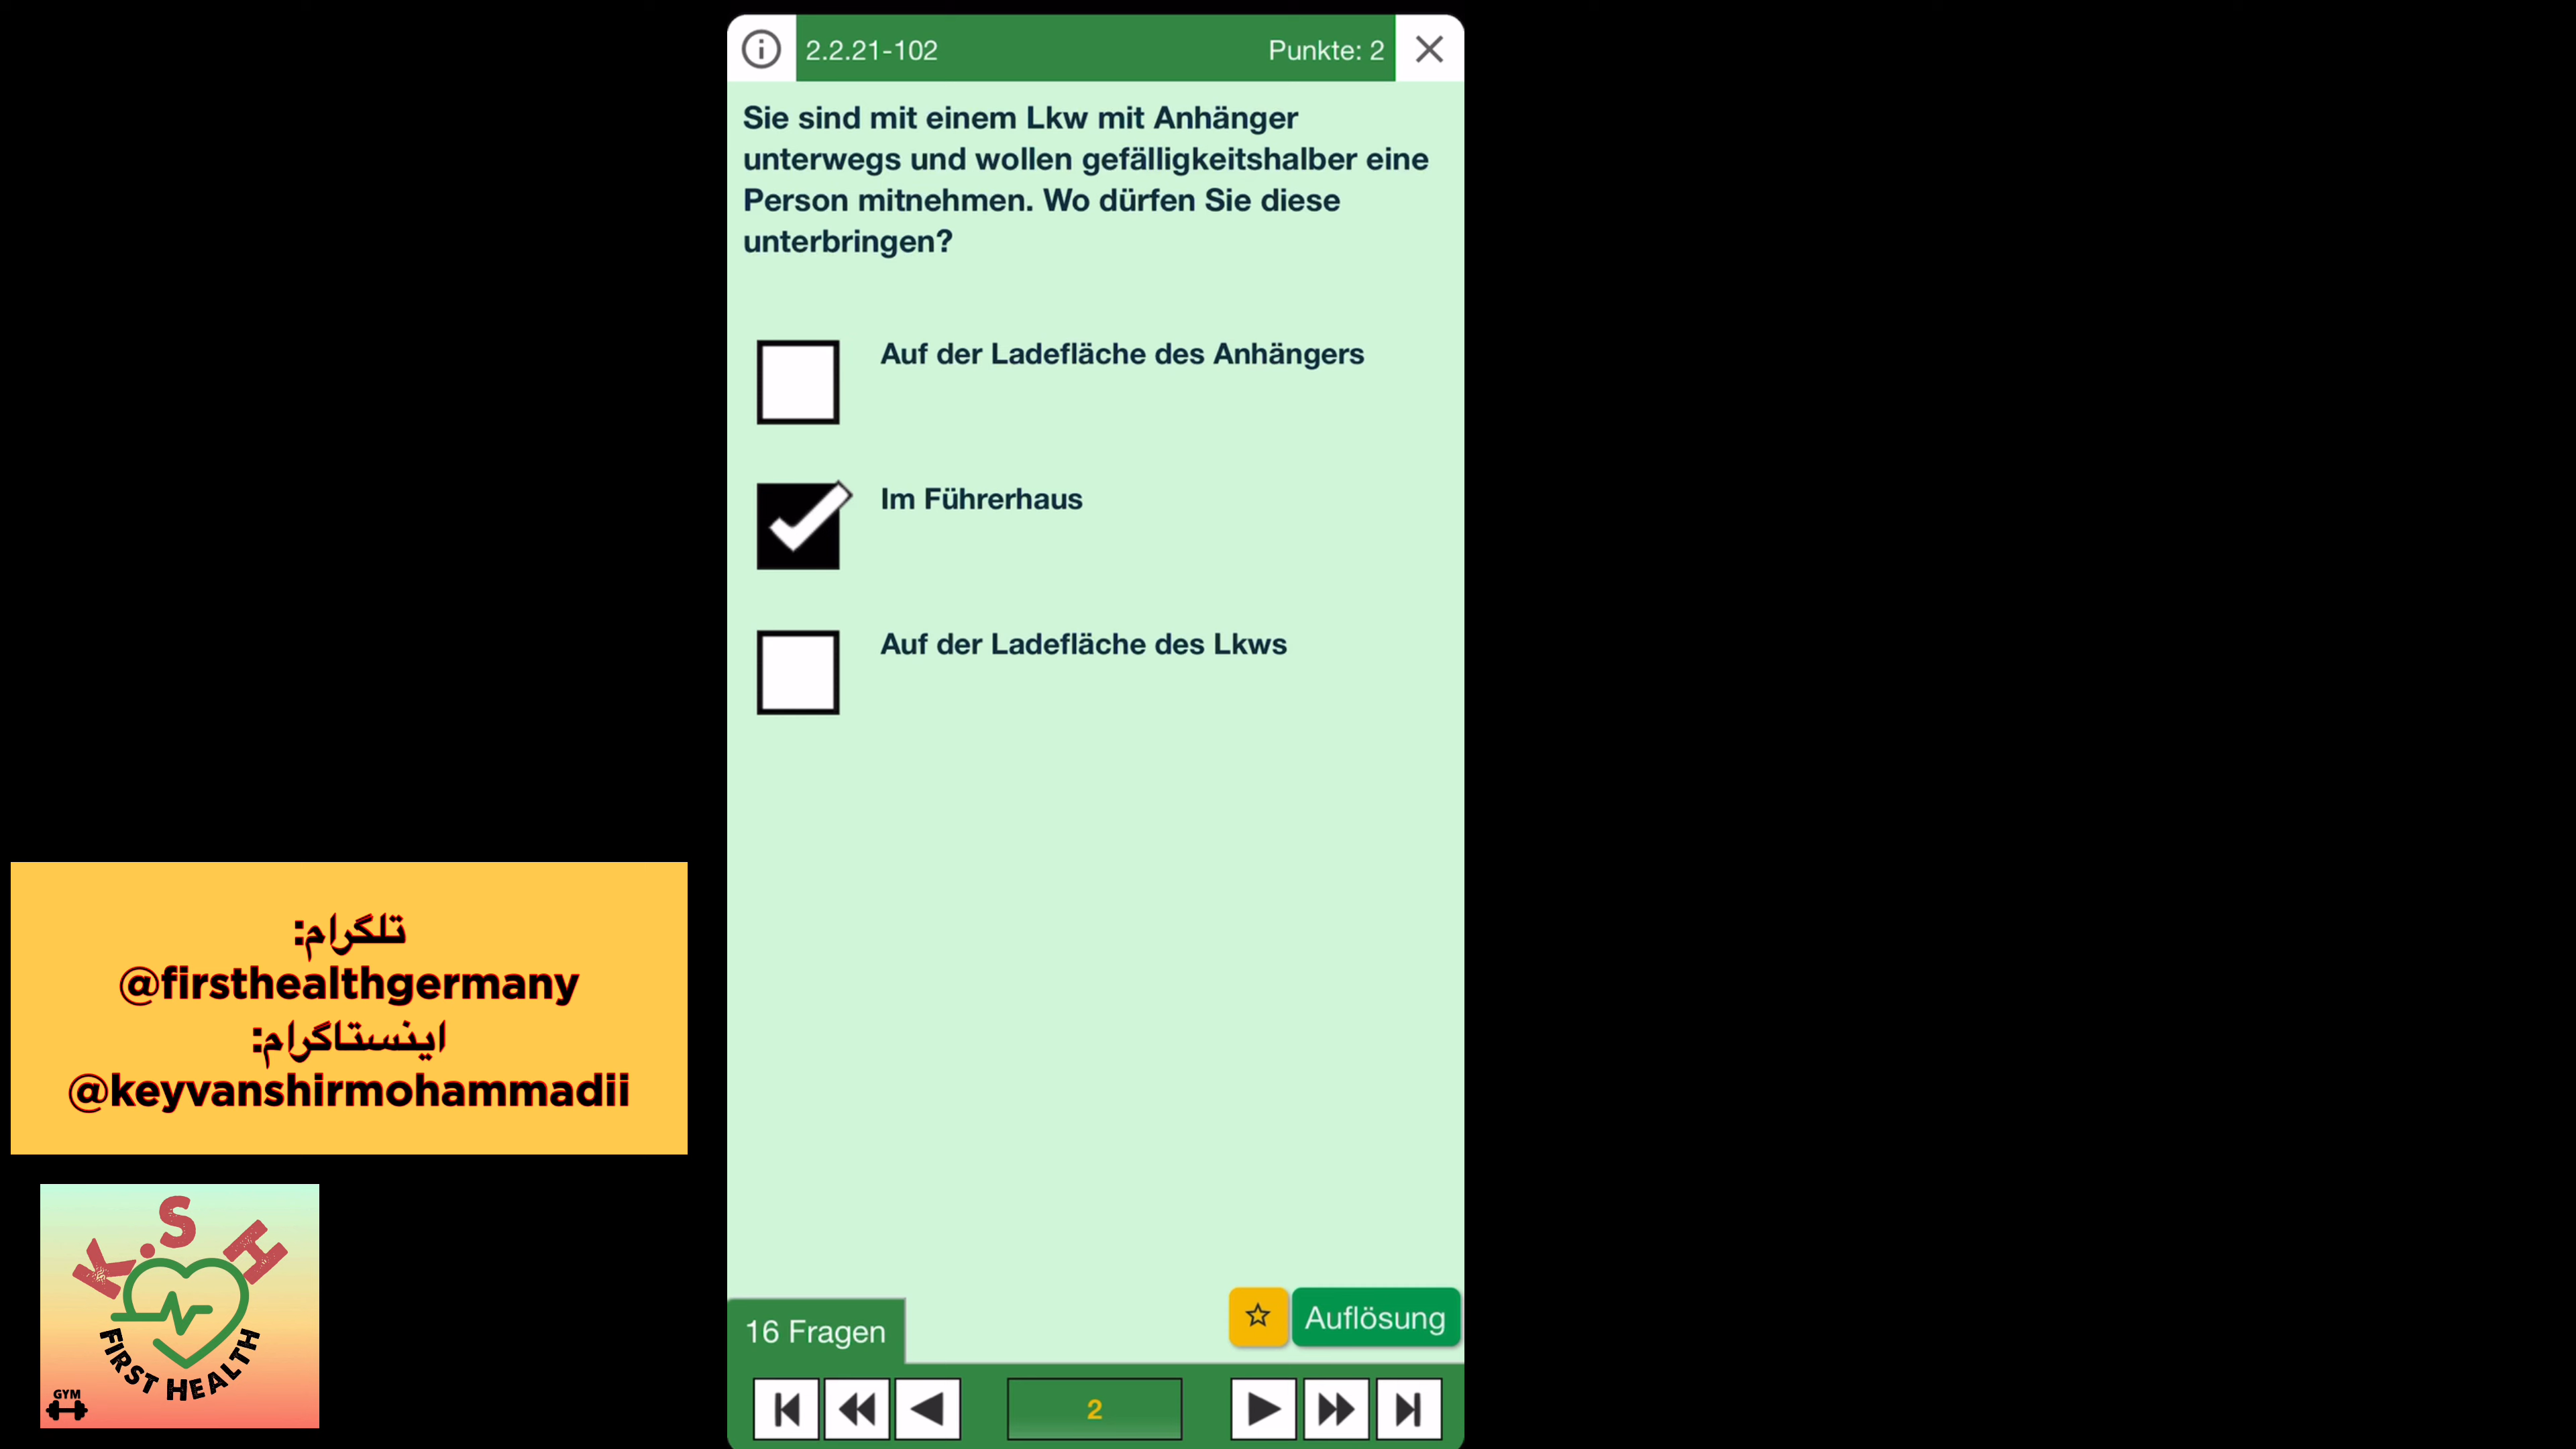 2.2.21-102
Punkte: 2
Sie sind mit einem Lkw mit Anhänger
unterwegs und wollen gefälligkeitshalber eine
Person mitnehmen. Wo dürfen Sie diese
unterbringen?
Auf der Ladefläche des Anhängers
Im Führerhaus
Auf der Ladefläche des Lkws
16 Fragen
Auflösung
2
تلگرام:
@firsthealthgermany
اینستاگرام:
@keyvanshirmohammadii
K.S H
FIRST HEALTH
GYM